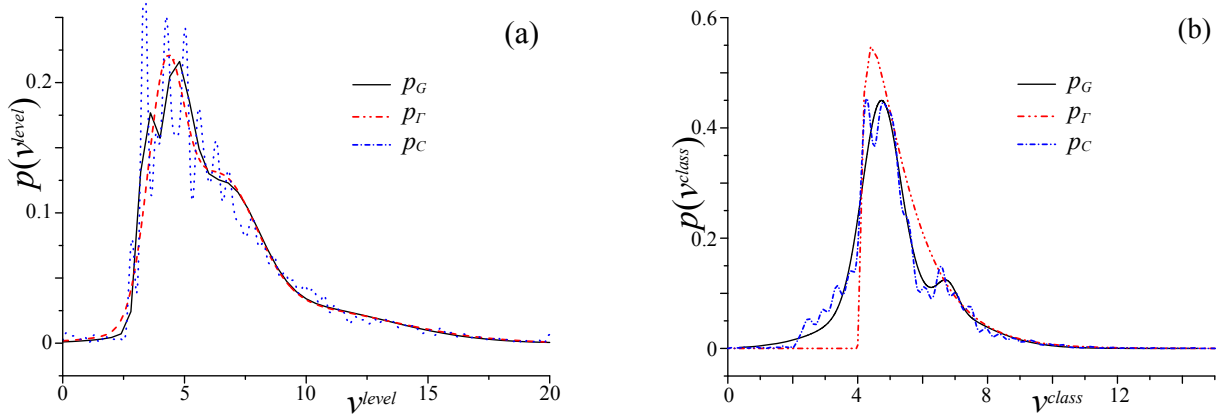 (a)
p(v^level)
0.2
0.1
0
p_G
p_Γ
p_C
0 5 10 15 20
v^level
(b)
p(v^class)
0.6
0.4
0.2
0
p_G
p_Γ
p_C
0 4 8 12
v^class